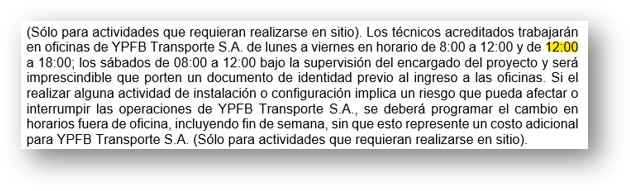 (Sólo para actividades que requieran realizarse en sitio). Los técnicos acreditados trabajarán
en oficinas de YPFB Transporte S.A. de lunes a viernes en horario de 8:00 a 12:00 y de 12:00
a 18:00; los sábados de 08:00 a 12:00 bajo la supervisión del encargado del proyecto y será
imprescindible que porten un documento de identidad previo al ingreso a las oficinas. Si el
realizar alguna actividad de instalación o configuración implica un riesgo que pueda afectar o
interrumpir las operaciones de YPFB Transporte S.A., se deberá programar el cambio en
horarios fuera de oficina, incluyendo fin de semana, sin que esto represente un costo adicional
para YPFB Transporte S.A. (Sólo para actividades que requieran realizarse en sitio).